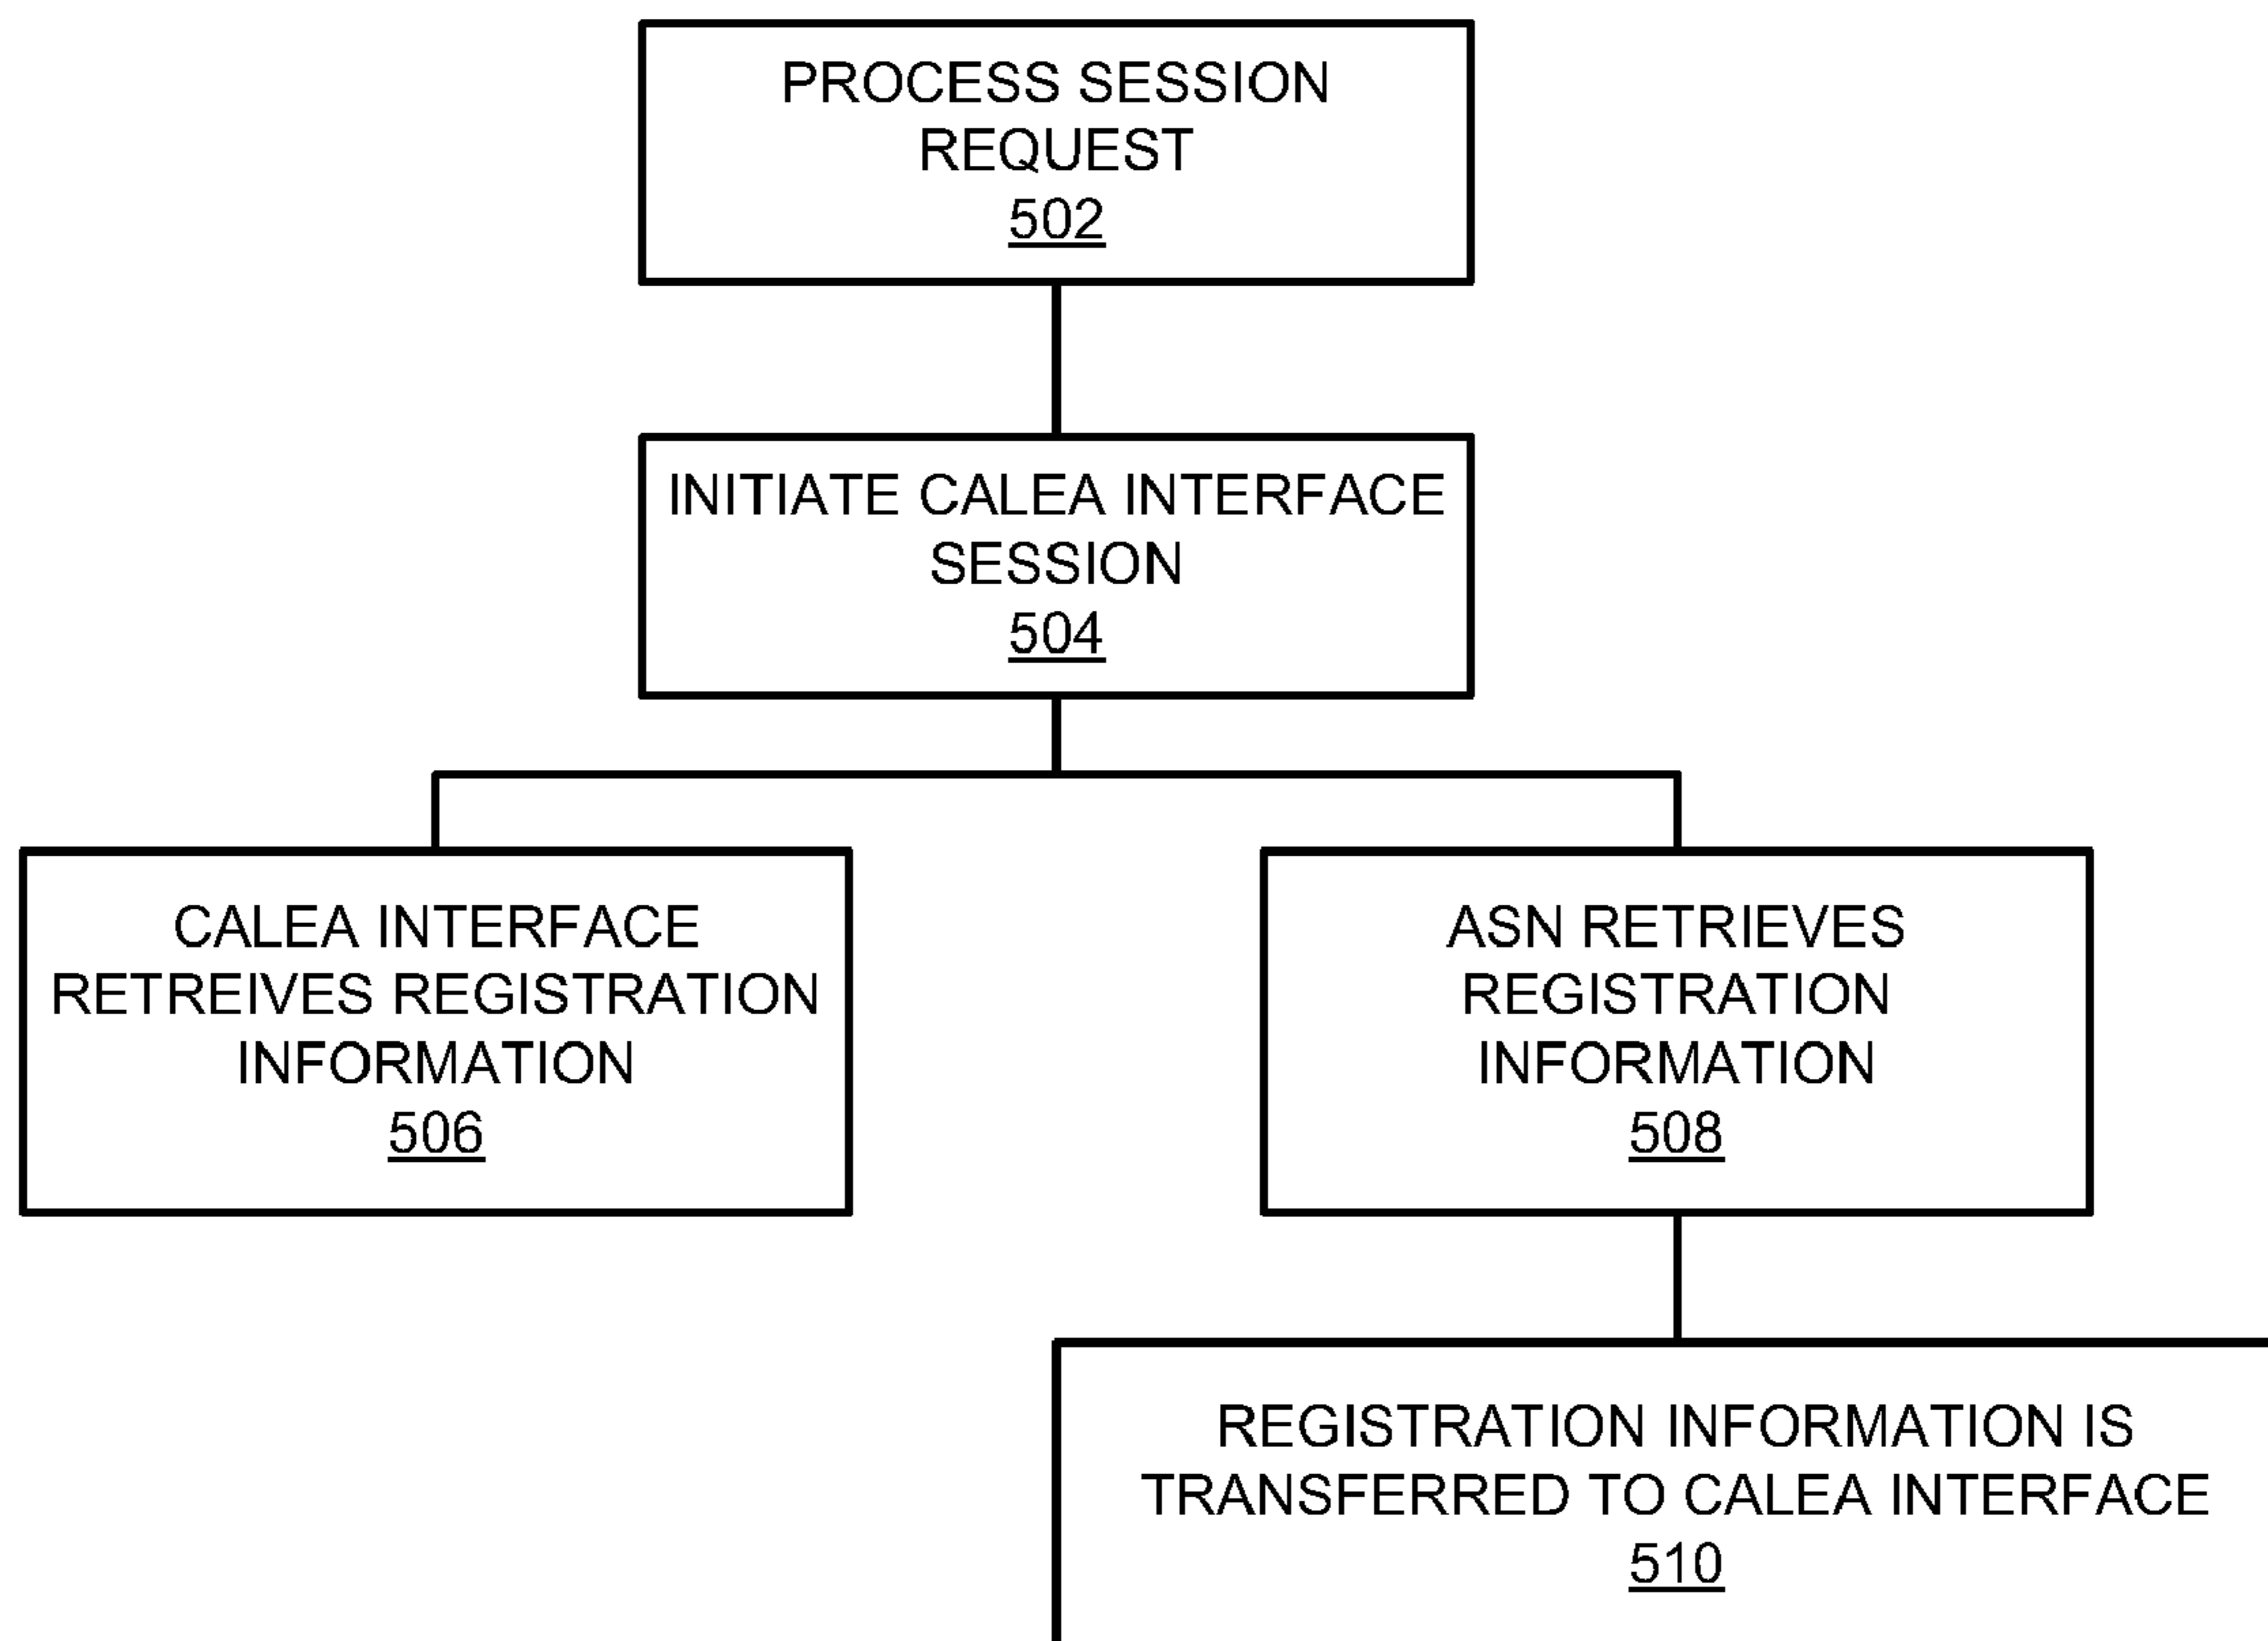 PROCESS SESSION
REQUEST
502
INITIATE CALEA INTERFACE
SESSION
504
CALEA INTERFACE
RETREIVES REGISTRATION
INFORMATION
506
ASN RETRIEVES
REGISTRATION
INFORMATION
508
REGISTRATION INFORMATION IS
TRANSFERRED TO CALEA INTERFACE
510